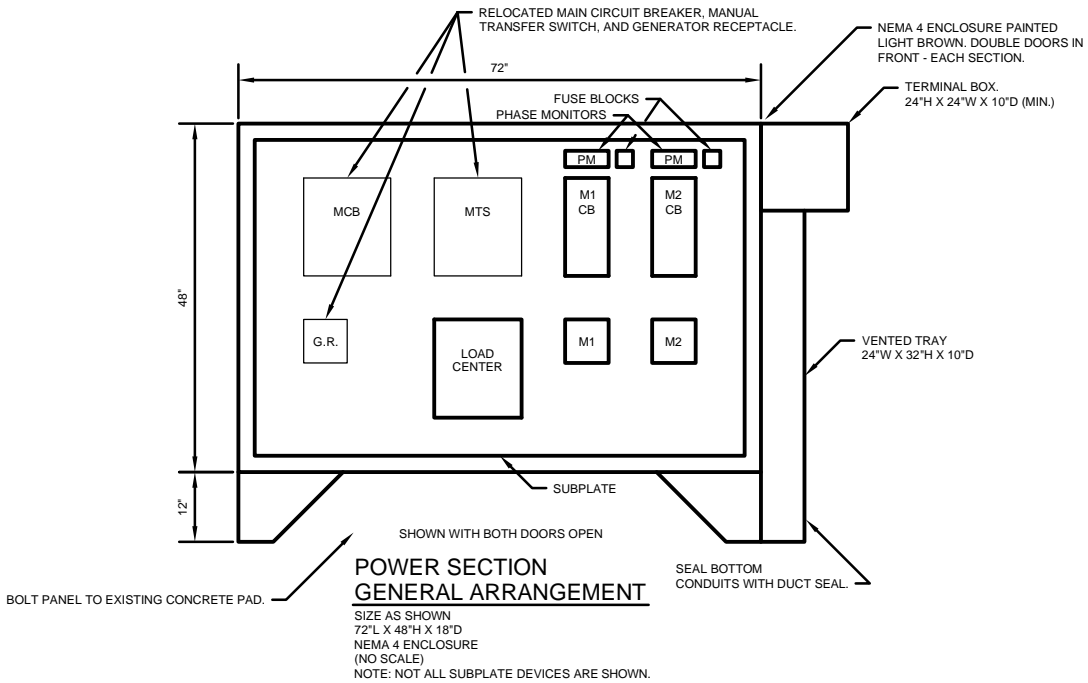 RELOCATED MAIN CIRCUIT BREAKER, MANUAL
TRANSFER SWITCH, AND GENERATOR RECEPTACLE.
NEMA 4 ENCLOSURE PAINTED
LIGHT BROWN. DOUBLE DOORS IN
FRONT - EACH SECTION.
72"
TERMINAL BOX.
24"H X 24"W X 10"D (MIN.)
FUSE BLOCKS
PHASE MONITORS
PM
PM
MCB
MTS
M1
CB
M2
CB
48"
G.R.
LOAD
CENTER
M1
M2
VENTED TRAY
24"W X 32"H X 10"D
SUBPLATE
12"
SHOWN WITH BOTH DOORS OPEN
SEAL BOTTOM
CONDUITS WITH DUCT SEAL.
BOLT PANEL TO EXISTING CONCRETE PAD.
POWER SECTION
GENERAL ARRANGEMENT
SIZE AS SHOWN
72"L X 48"H X 18"D
NEMA 4 ENCLOSURE
(NO SCALE)
NOTE: NOT ALL SUBPLATE DEVICES ARE SHOWN.